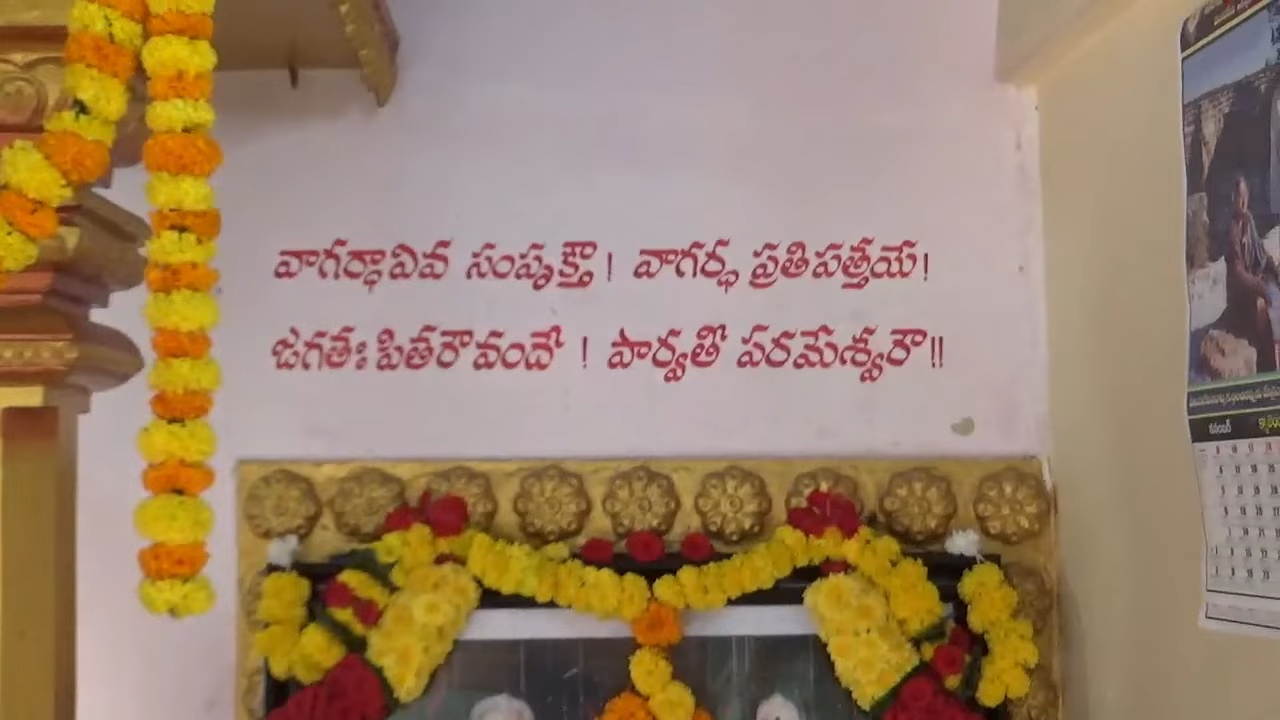 వాగర్ధావివ సంపృక్తౌ। వాగర్ధ ప్రతిపత్తయే।
జగతః పితరౌవందే । పార్వతీ పరమేశ్వరౌ॥